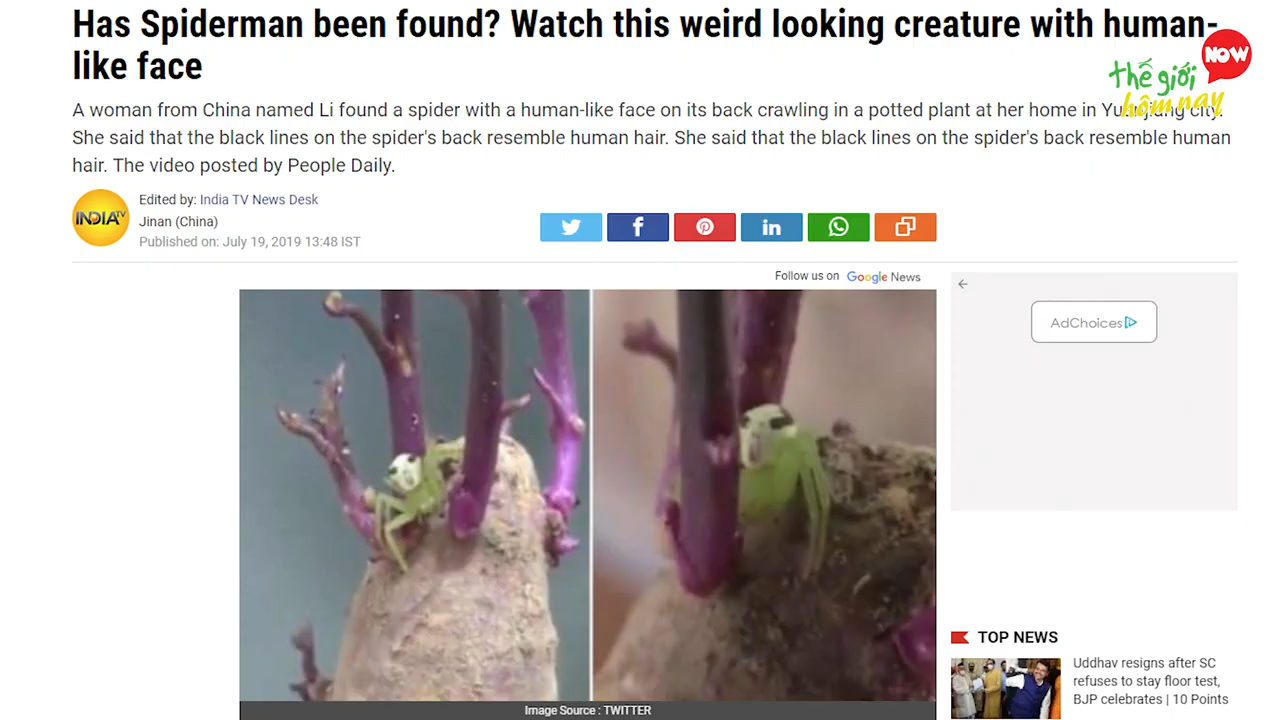 Has Spiderman been found? Watch this weird looking creature with human-
like face
NOW
thế giới
hôm nay
A woman from China named Li found a spider with a human-like face on its back crawling in a potted plant at her home in city.
She said that the black lines on the spider's back resemble human hair. She said that the black lines on the spider's back resemble human
hair. The video posted by People Daily.
INDIA TV
Edited by: India TV News Desk
Jinan (China)
Published on: July 19, 2019 13:48 IST
Follow us on Google News
AdChoices
Image Source : TWITTER
TOP NEWS
Uddhav resigns after SC
refuses to stay floor test,
BJP celebrates | 10 Points